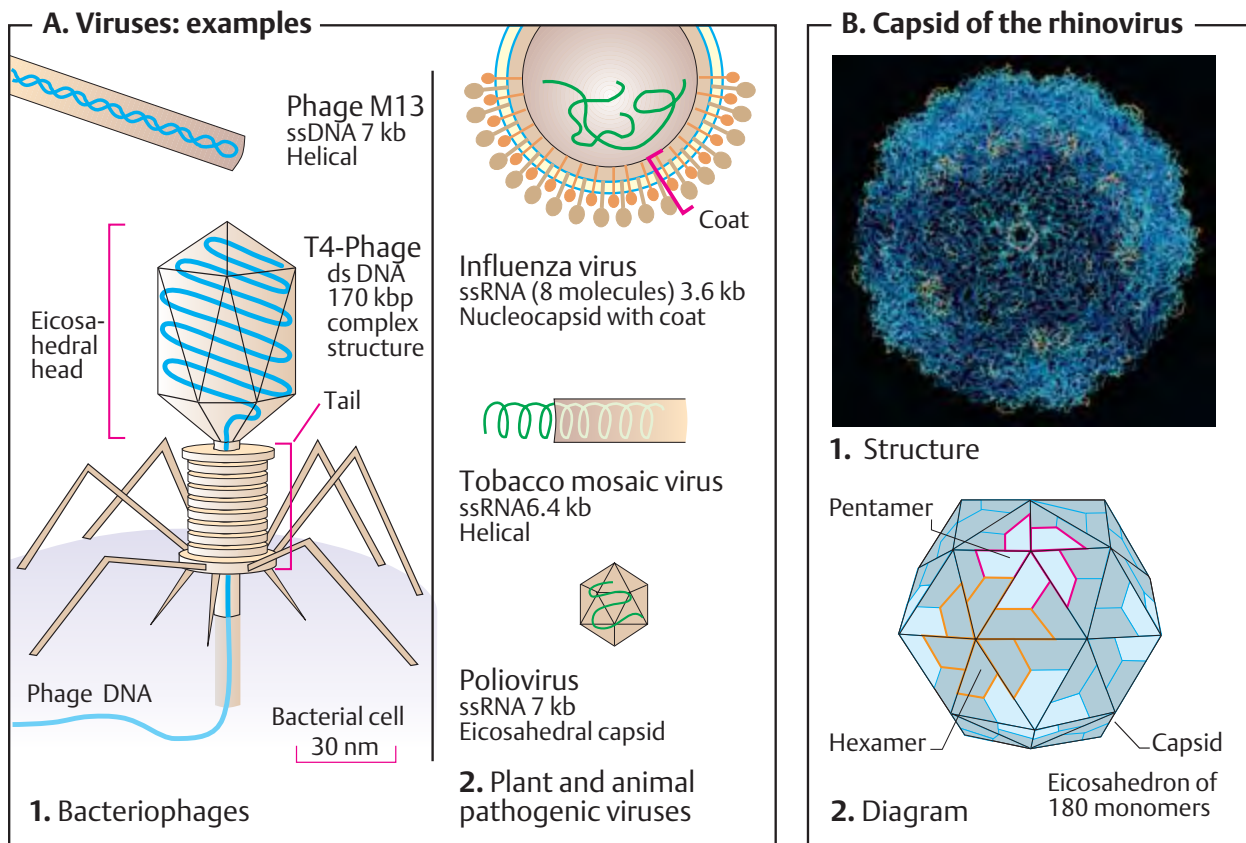 A. Viruses: examples
Phage M13
ssDNA 7 kb
Helical
T4-Phage
ds DNA
170 kbp
complex
structure
Eicosa-
hedral
head
Tail
Phage DNA
Bacterial cell
30 nm
1. Bacteriophages
Coat
Influenza virus
ssRNA (8 molecules) 3.6 kb
Nucleocapsid with coat
Tobacco mosaic virus
ssRNA6.4 kb
Helical
Poliovirus
ssRNA 7 kb
Eicosahedral capsid
2. Plant and animal
pathogenic viruses
B. Capsid of the rhinovirus
1. Structure
Pentamer
Hexamer
Capsid
Eicosahedron of
180 monomers
2. Diagram